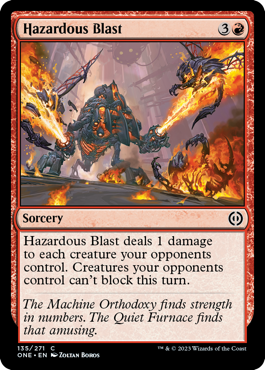 Hazardous Blast 3
Sorcery
Hazardous Blast deals 1 damage
to each creature your opponents
control. Creatures your opponents
can't block this turn.
The Machine Orthodoxy finds strength
in numbers. The Quiet Furnace finds
that amusing.
135/271 C
ONE • EN ZOLTAN BOROS
™ & © 2023 Wizards of the Coast